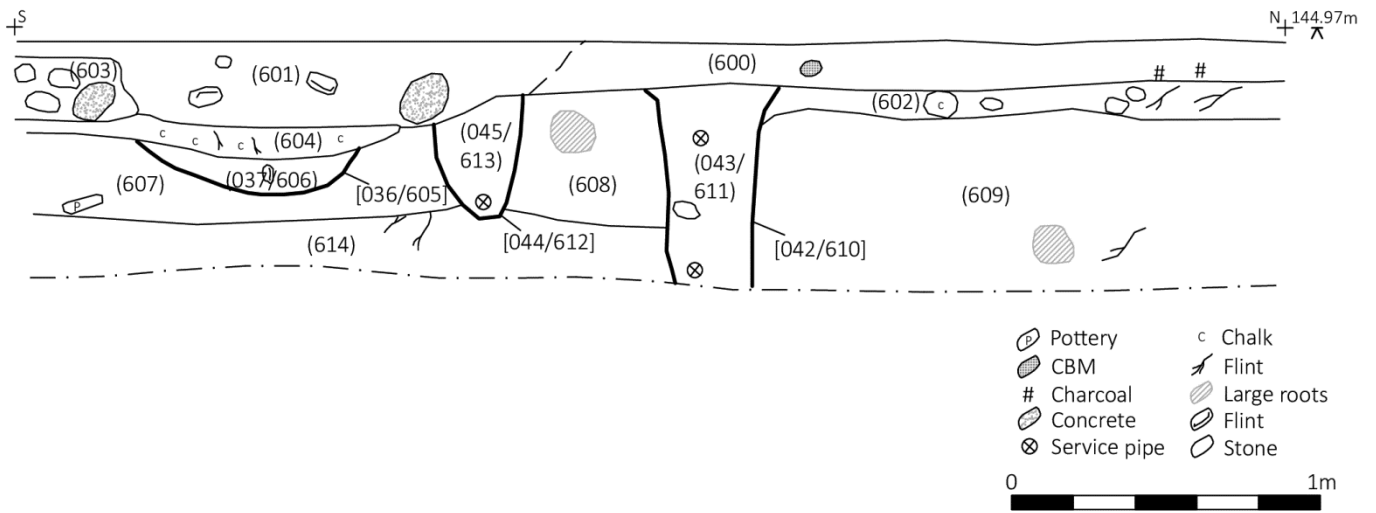 S
N 144.97m
(603)
(601)
(600)
(602)
c
c c c (604) c
(045/
613)
(043/
611)
(607)
(037/606)
[036/605]
(608)
(609)
P
(614)
[044/612]
[042/610]
# #
P Pottery
c Chalk
CBM
Flint
# Charcoal
Large roots
Concrete
Flint
Service pipe
Stone
0 1m